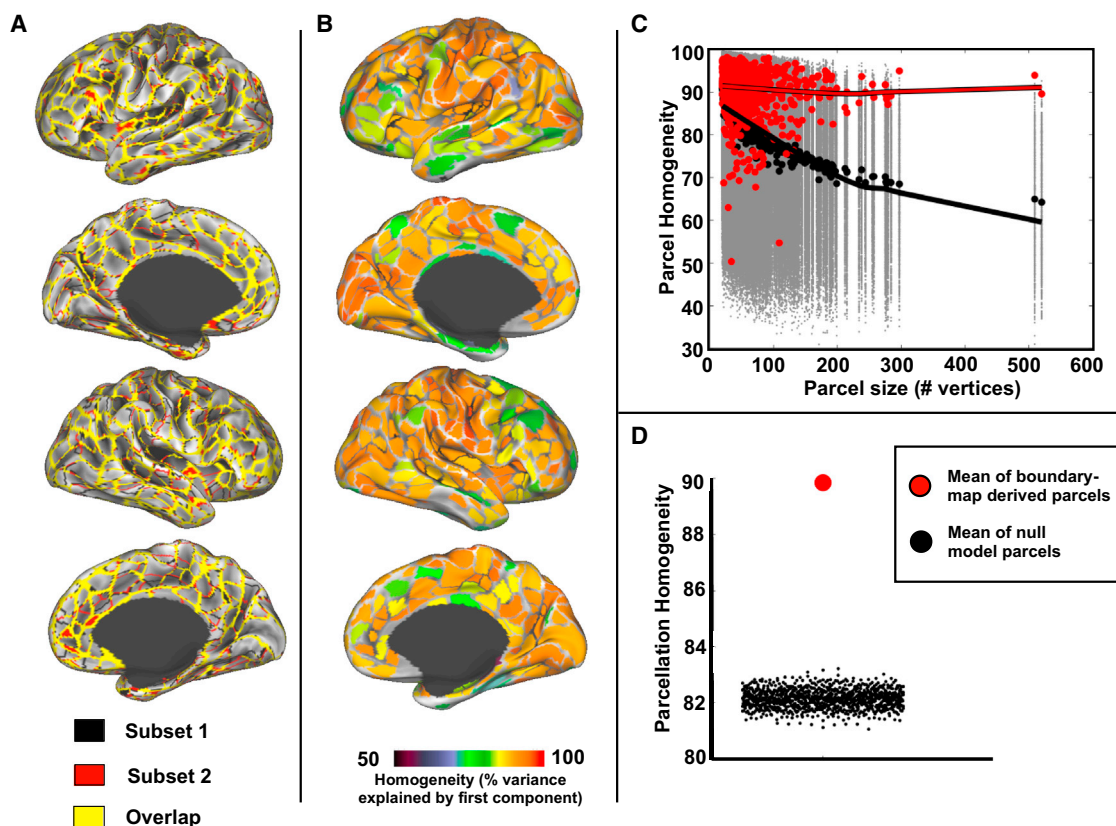 A
B
C
D
Subset 1
Subset 2
Overlap
50
100
Homogeneity (% variance
explained by first component)
100
90
80
70
60
50
40
30
Parcel Homogeneity
0
100
200
300
400
500
600
Parcel size (# vertices)
90
88
86
84
82
80
Parcellation Homogeneity
Mean of boundary-
map derived parcels
Mean of null
model parcels